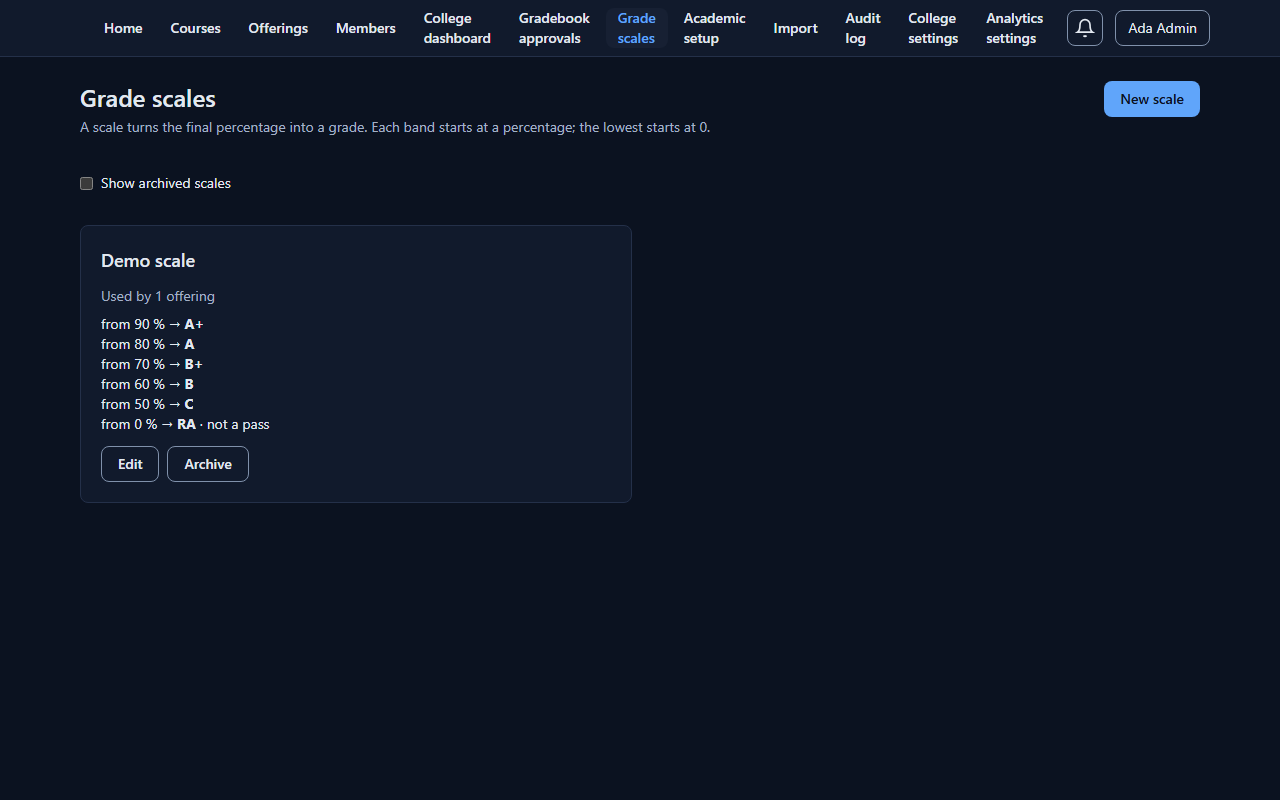 Home
Courses
Offerings
Members
College dashboard
Gradebook approvals
Grade scales
Academic setup
Import
Audit log
College settings
Analytics settings
Ada Admin
Grade scales
New scale
A scale turns the final percentage into a grade. Each band starts at a percentage; the lowest starts at 0.
Show archived scales
Demo scale
Used by 1 offering
from 90 % → A+
from 80 % → A
from 70 % → B+
from 60 % → B
from 50 % → C
from 0 % → RA · not a pass
Edit
Archive